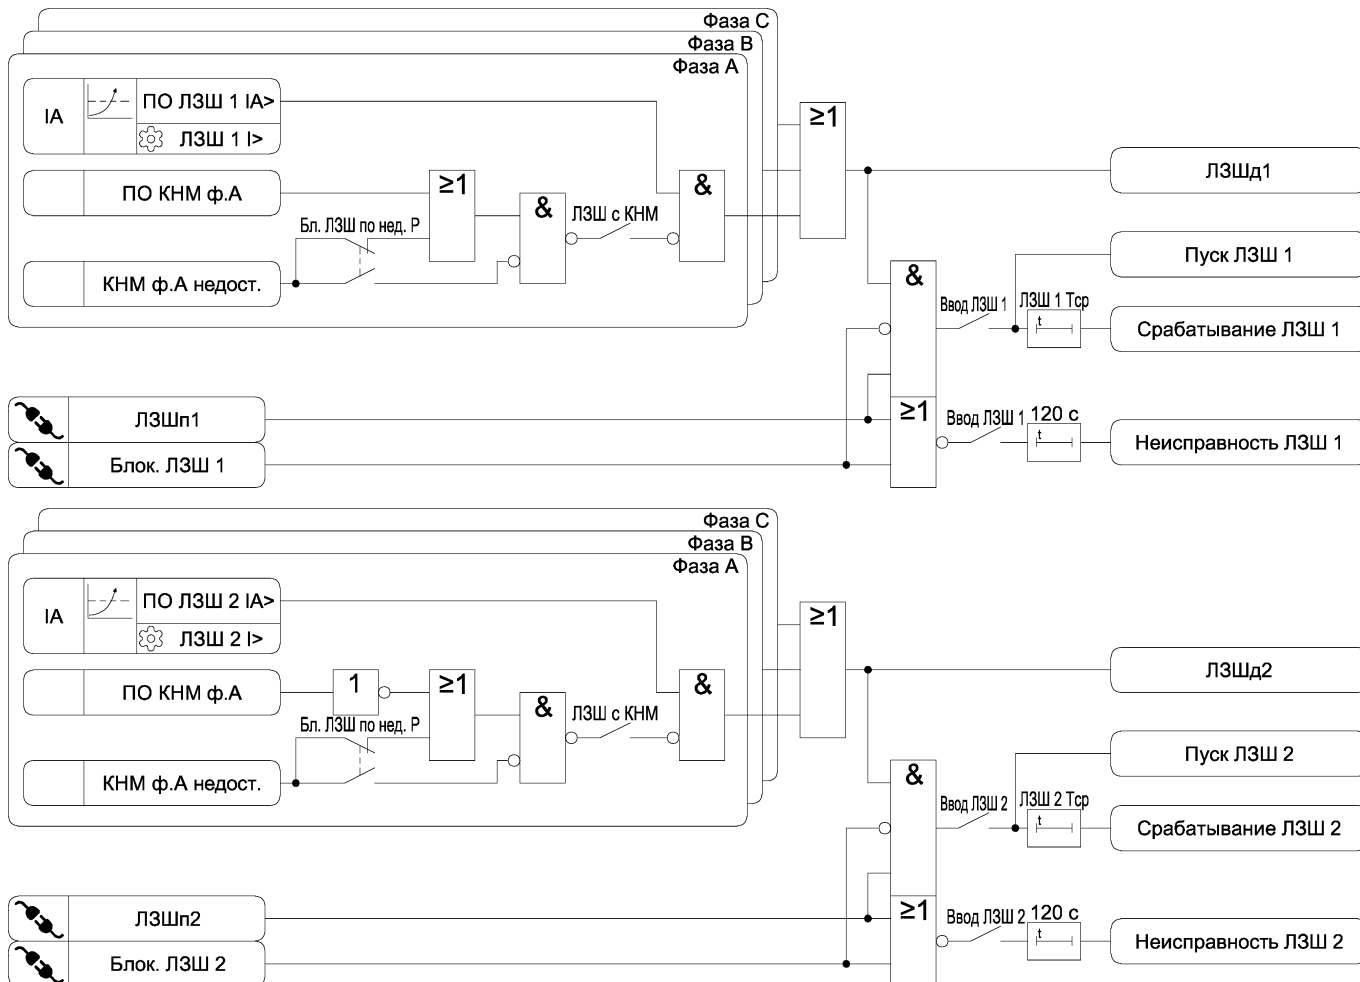 Фаза C
Фаза B
Фаза A
IA
ПО ЛЗШ 1 IA>
ЛЗШ 1 I>
ПО КНМ ф.А
Бл. ЛЗШ по нед. Р
КНМ ф.А недост.
≥1
&
ЛЗШ с КНМ
&
≥1
ЛЗШд1
Пуск ЛЗШ 1
&
Ввод ЛЗШ 1
ЛЗШ 1 Тср
t
Срабатывание ЛЗШ 1
ЛЗШп1
Блок. ЛЗШ 1
≥1
Ввод ЛЗШ 1
120 с
t
Неисправность ЛЗШ 1
Фаза C
Фаза B
Фаза A
IA
ПО ЛЗШ 2 IA>
ЛЗШ 2 I>
ПО КНМ ф.А
1
Бл. ЛЗШ по нед. Р
КНМ ф.А недост.
≥1
&
ЛЗШ с КНМ
&
≥1
ЛЗШд2
Пуск ЛЗШ 2
&
Ввод ЛЗШ 2
ЛЗШ 2 Тср
t
Срабатывание ЛЗШ 2
ЛЗШп2
Блок. ЛЗШ 2
≥1
Ввод ЛЗШ 2
120 с
t
Неисправность ЛЗШ 2